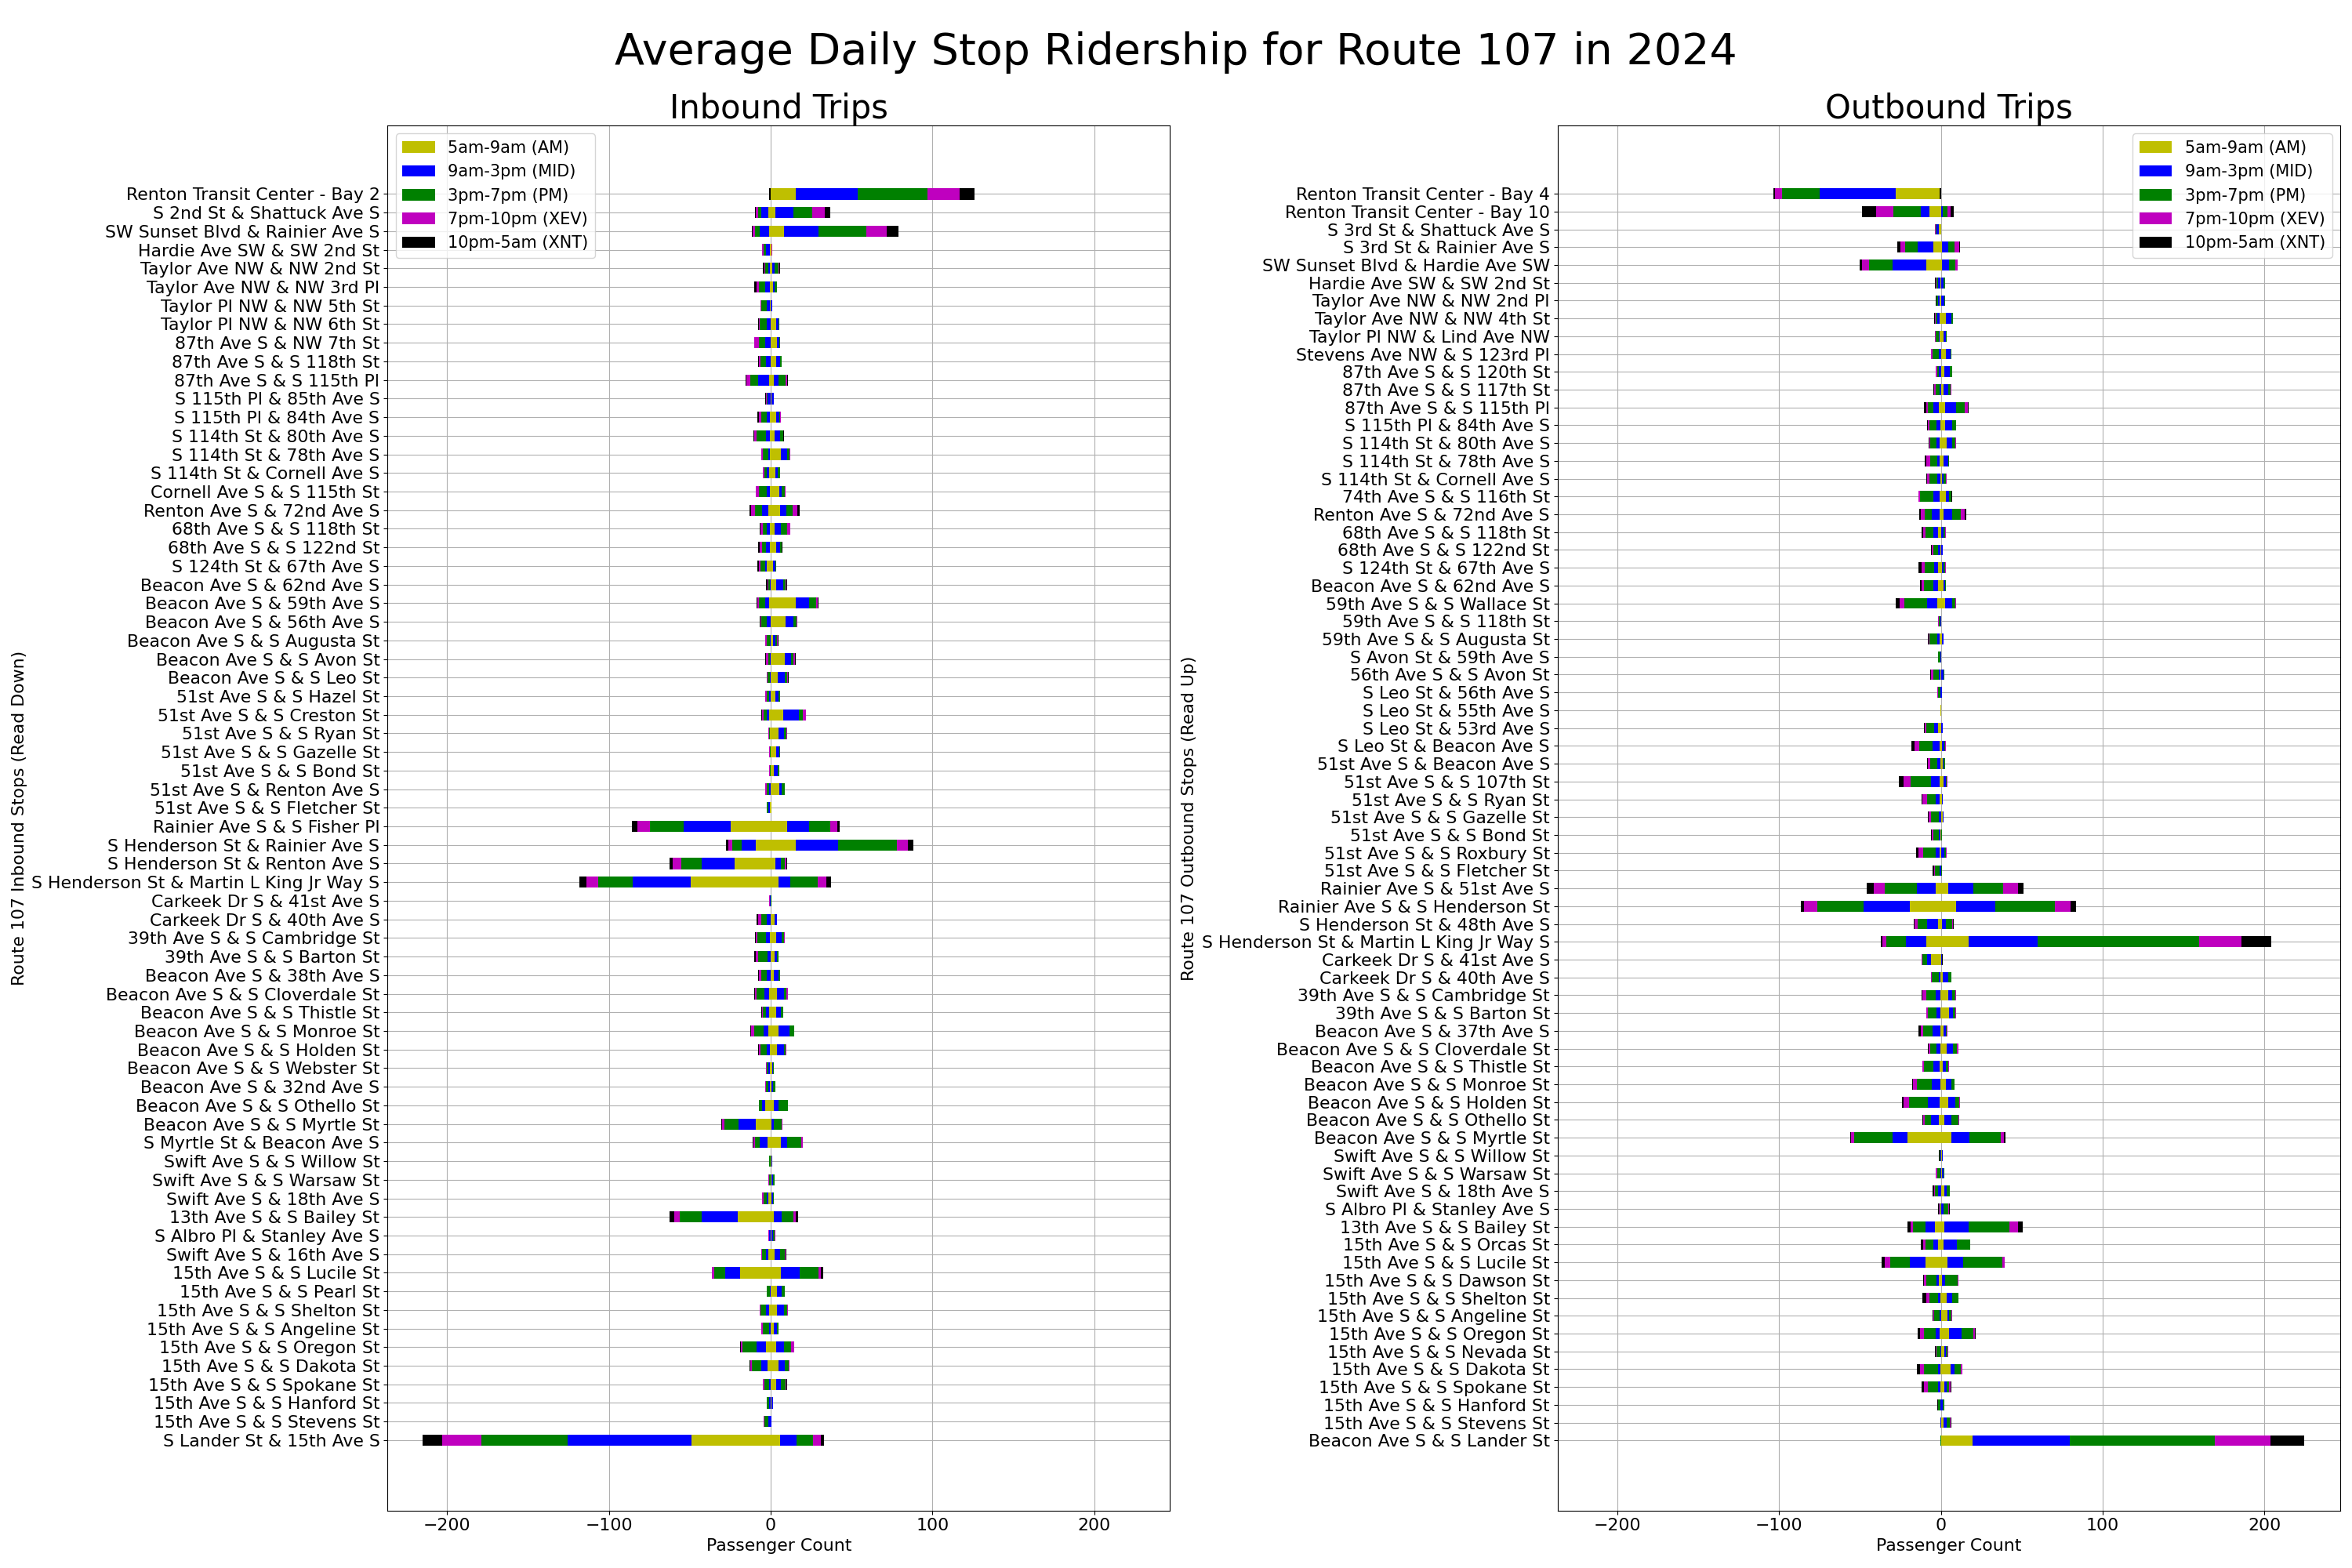 Average Daily Stop Ridership for Route 107 in 2024
Inbound Trips
5am-9am (AM)
9am-3pm (MID)
3pm-7pm (PM)
7pm-10pm (XEV)
10pm-5am (XNT)
Route 107 Inbound Stops (Read Down)
Renton Transit Center - Bay 2
S 2nd St & Shattuck Ave S
SW Sunset Blvd & Rainier Ave S
Hardie Ave SW & SW 2nd St
Taylor Ave NW & NW 2nd St
Taylor Ave NW & NW 3rd Pl
Taylor Pl NW & NW 5th St
Taylor Pl NW & NW 6th St
87th Ave S & NW 7th St
87th Ave S & S 118th St
87th Ave S & S 115th Pl
S 115th Pl & 85th Ave S
S 115th Pl & 84th Ave S
S 114th St & 80th Ave S
S 114th St & 78th Ave S
S 114th St & Cornell Ave S
Cornell Ave S & S 115th St
Renton Ave S & 72nd Ave S
68th Ave S & S 118th St
68th Ave S & S 122nd St
S 124th St & 67th Ave S
Beacon Ave S & 62nd Ave S
Beacon Ave S & 59th Ave S
Beacon Ave S & 56th Ave S
Beacon Ave S & S Augusta St
Beacon Ave S & S Avon St
Beacon Ave S & S Leo St
51st Ave S & S Hazel St
51st Ave S & S Creston St
51st Ave S & S Ryan St
51st Ave S & S Gazelle St
51st Ave S & S Bond St
51st Ave S & S Renton Ave S
51st Ave S & S Fletcher St
Rainier Ave S & S Fisher Pl
S Henderson St & Rainier Ave S
S Henderson St & Renton Ave S
S Henderson St & Martin L King Jr Way S
Carkeek Dr S & 41st Ave S
Carkeek Dr S & 40th Ave S
39th Ave S & S Cambridge St
39th Ave S & S Barton St
Beacon Ave S & 38th Ave S
Beacon Ave S & S Cloverdale St
Beacon Ave S & S Thistle St
Beacon Ave S & S Monroe St
Beacon Ave S & S Holden St
Beacon Ave S & S Webster St
Beacon Ave S & 32nd Ave S
Beacon Ave S & S Othello St
Beacon Ave S & S Myrtle St
S Myrtle St & Beacon Ave S
Swift Ave S & S Willow St
Swift Ave S & S Warsaw St
Swift Ave S & 18th Ave S
13th Ave S & S Bailey St
S Albro Pl & Stanley Ave S
Swift Ave S & 16th Ave S
15th Ave S & S Lucile St
15th Ave S & S Pearl St
15th Ave S & S Shelton St
15th Ave S & S Angeline St
15th Ave S & S Oregon St
15th Ave S & S Dakota St
15th Ave S & S Spokane St
15th Ave S & S Hanford St
15th Ave S & S Stevens St
S Lander St & 15th Ave S
−200 −100 0 100 200
Passenger Count
Outbound Trips
5am-9am (AM)
9am-3pm (MID)
3pm-7pm (PM)
7pm-10pm (XEV)
10pm-5am (XNT)
Route 107 Outbound Stops (Read Up)
Renton Transit Center - Bay 4
Renton Transit Center - Bay 10
S 3rd St & Shattuck Ave S
S 3rd St & Rainier Ave S
SW Sunset Blvd & Hardie Ave SW
Hardie Ave SW & SW 2nd St
Taylor Ave NW & NW 2nd Pl
Taylor Ave NW & NW 4th St
Taylor Pl NW & Lind Ave NW
Stevens Ave NW & S 123rd Pl
87th Ave S & S 120th St
87th Ave S & S 117th St
87th Ave S & S 115th Pl
S 115th Pl & 84th Ave S
S 114th St & 80th Ave S
S 114th St & 78th Ave S
S 114th St & Cornell Ave S
74th Ave S & S 116th St
Renton Ave S & 72nd Ave S
68th Ave S & S 118th St
68th Ave S & S 122nd St
S 124th St & 67th Ave S
Beacon Ave S & 62nd Ave S
59th Ave S & S Wallace St
59th Ave S & S 118th St
59th Ave S & S Augusta St
S Avon St & 59th Ave S
56th Ave S & S Avon St
S Leo St & 56th Ave S
S Leo St & 55th Ave S
S Leo St & 53rd Ave S
S Leo St & Beacon Ave S
51st Ave S & Beacon Ave S
51st Ave S & S 107th St
51st Ave S & S Ryan St
51st Ave S & S Gazelle St
51st Ave S & S Bond St
51st Ave S & S Roxbury St
51st Ave S & S Fletcher St
Rainier Ave S & 51st Ave S
Rainier Ave S & S Henderson St
S Henderson St & 48th Ave S
S Henderson St & Martin L King Jr Way S
Carkeek Dr S & 41st Ave S
Carkeek Dr S & 40th Ave S
39th Ave S & S Cambridge St
39th Ave S & S Barton St
Beacon Ave S & 37th Ave S
Beacon Ave S & S Cloverdale St
Beacon Ave S & S Thistle St
Beacon Ave S & S Monroe St
Beacon Ave S & S Holden St
Beacon Ave S & S Othello St
Beacon Ave S & S Myrtle St
Swift Ave S & S Willow St
Swift Ave S & S Warsaw St
Swift Ave S & 18th Ave S
S Albro Pl & Stanley Ave S
13th Ave S & S Bailey St
15th Ave S & S Orcas St
15th Ave S & S Lucile St
15th Ave S & S Dawson St
15th Ave S & S Shelton St
15th Ave S & S Angeline St
15th Ave S & S Oregon St
15th Ave S & S Nevada St
15th Ave S & S Dakota St
15th Ave S & S Spokane St
15th Ave S & S Hanford St
15th Ave S & S Stevens St
Beacon Ave S & S Lander St
−200 −100 0 100 200
Passenger Count